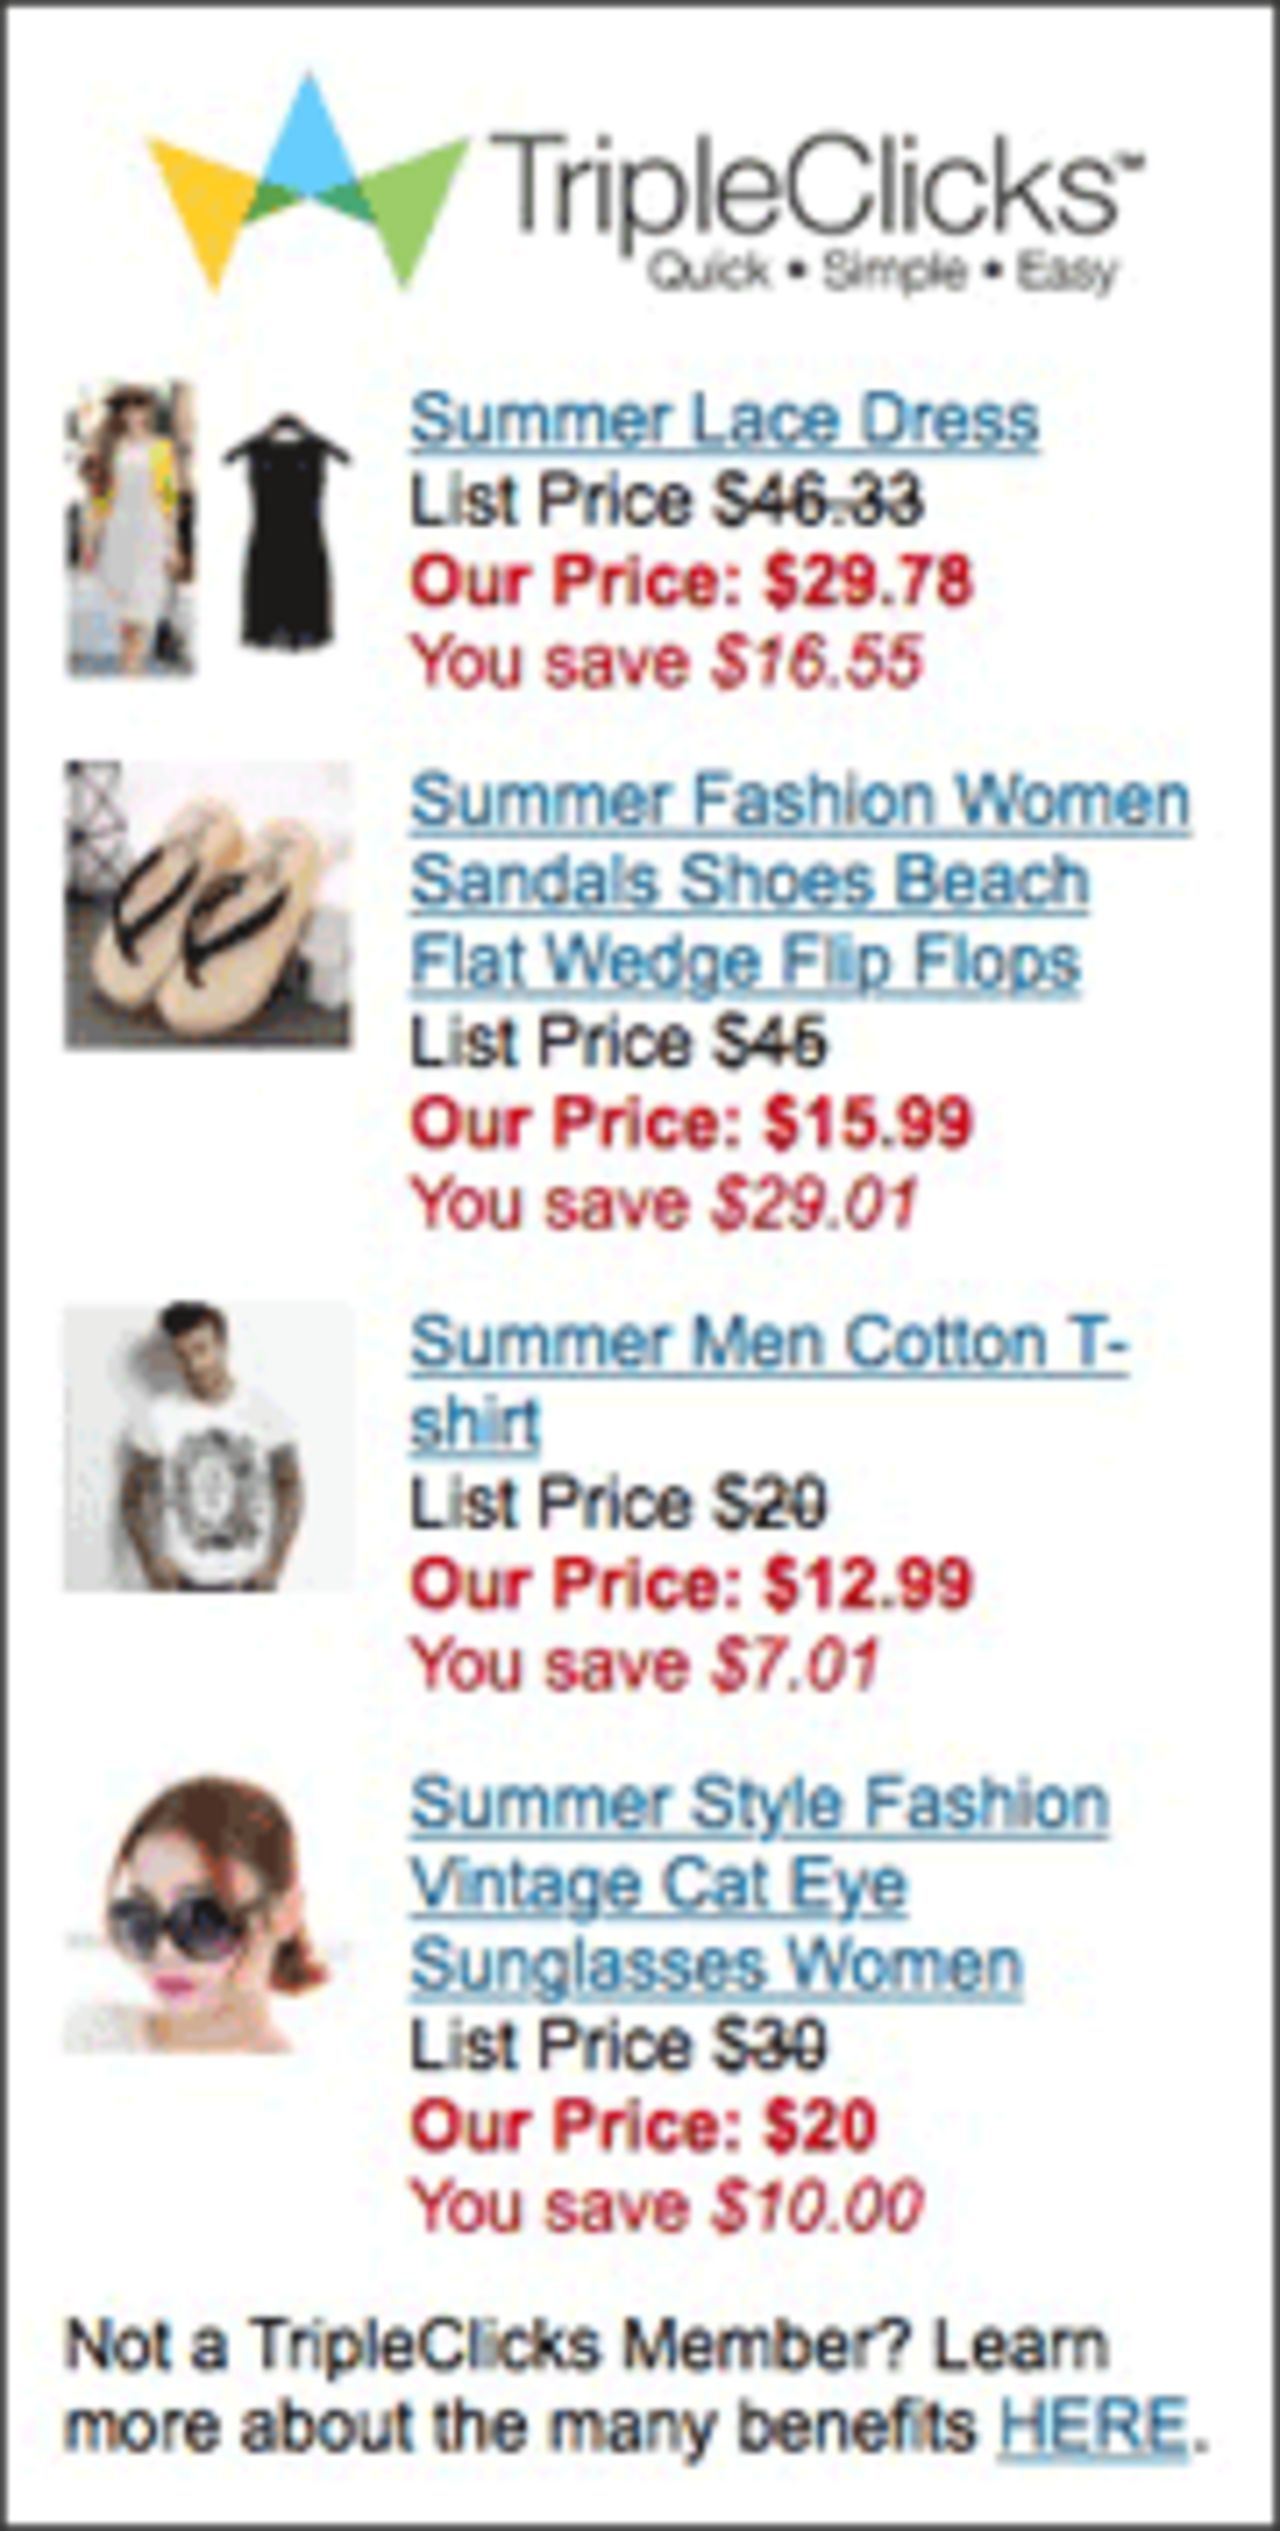 TripleClicks™
Quick • Simple • Easy
Summer Lace Dress
List Price $46.33
Our Price: $29.78
You save $16.55
Summer Fashion Women
Sandals Shoes Beach
Flat Wedge Flip Flops
List Price $45
Our Price: $15.99
You save $29.01
Summer Men Cotton T-
shirt
List Price $20
Our Price: $12.99
You save $7.01
Summer Style Fashion
Vintage Cat Eye
Sunglasses Women
List Price $30
Our Price: $20
You save $10.00
Not a TripleClicks Member? Learn
more about the many benefits HERE.